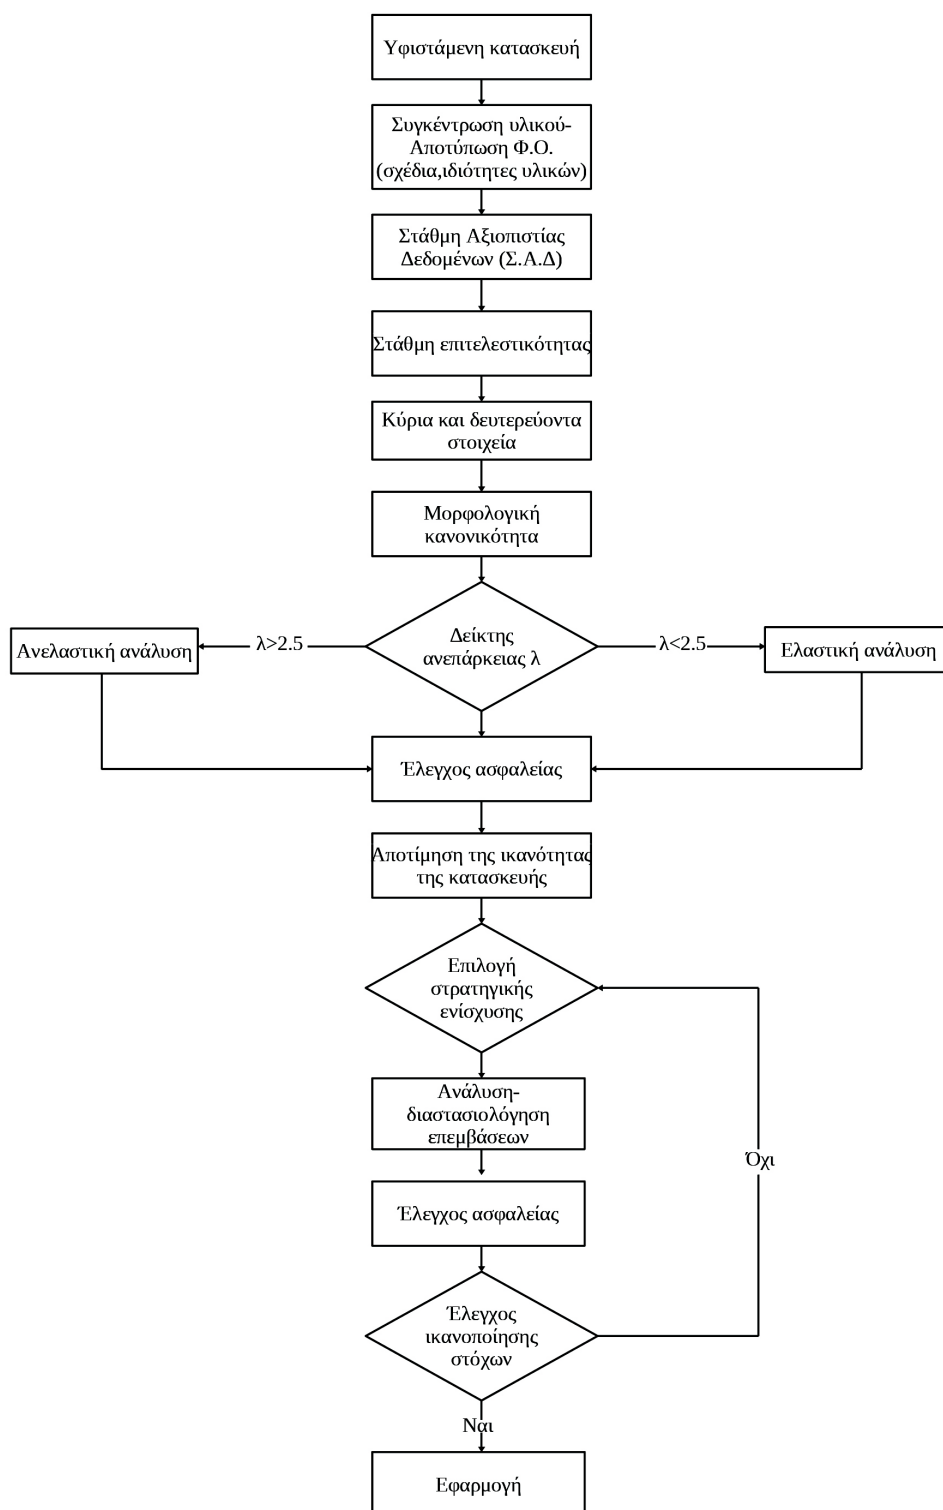 Υφιστάμενη κατασκευή
Συγκέντρωση υλικού-
Αποτύπωση Φ.Ο.
(σχέδια,ιδιότητες υλικών)
Στάθμη Αξιοπιστίας
Δεδομένων (Σ.Α.Δ)
Στάθμη επιτελεστικότητας
Κύρια και δευτερεύοντα
στοιχεία
Μορφολογική
κανονικότητα
Δείκτης
ανεπάρκειας λ
λ>2.5
λ<2.5
Ανελαστική ανάλυση
Ελαστική ανάλυση
Έλεγχος ασφαλείας
Αποτίμηση της ικανότητας
της κατασκευής
Επιλογή
στρατηγικής
ενίσχυσης
Ανάλυση-
διαστασιολόγηση
επεμβάσεων
Όχι
Έλεγχος ασφαλείας
Έλεγχος
ικανοποίησης
στόχων
Ναι
Εφαρμογή